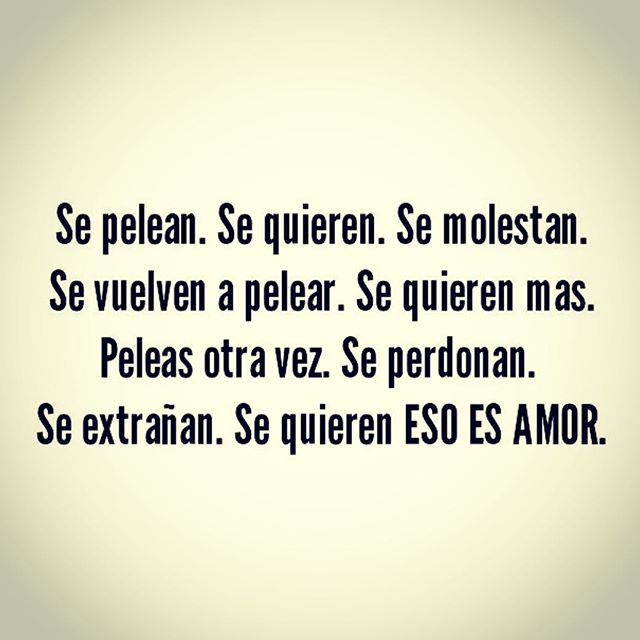 Se pelean. Se quieren. Se molestan.
Se vuelven a pelear. Se quieren mas.
Peleas otra vez. Se perdonan.
Se extrañan. Se quieren ESO ES AMOR.